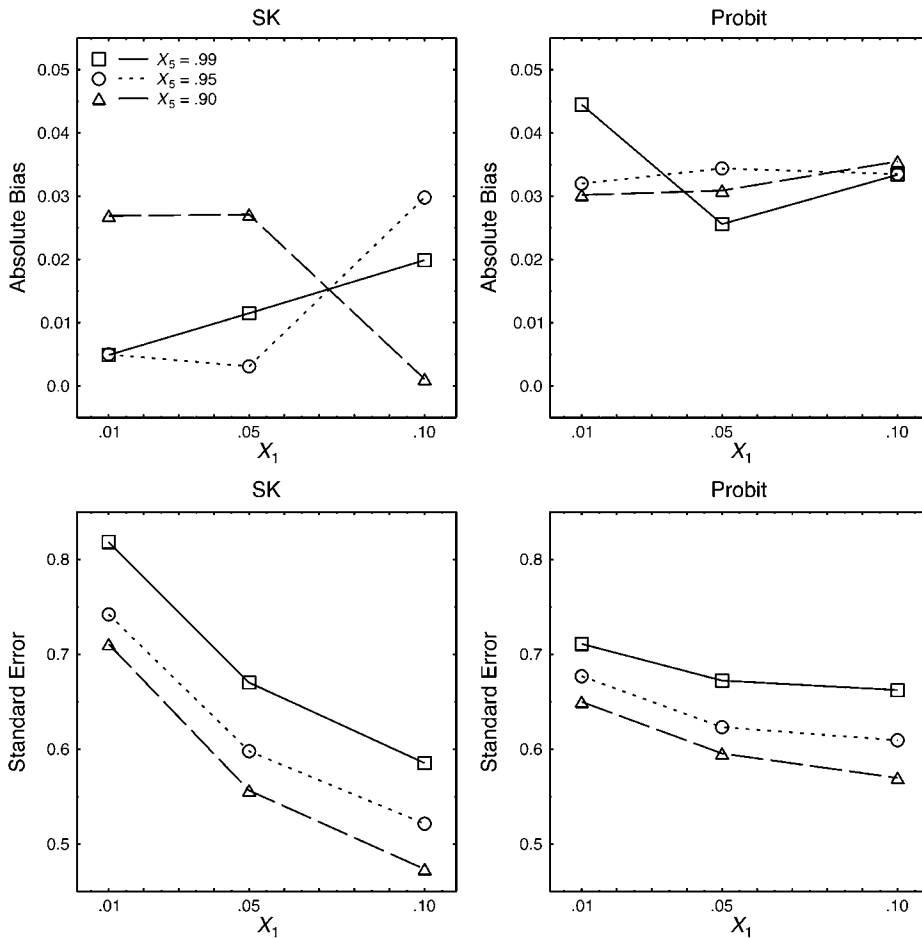 SK
Absolute Bias
0.05
0.04
0.03
0.02
0.01
0.0
X5 = .99
X5 = .95
X5 = .90
.01 .05 .10
X1
Probit
Absolute Bias
0.05
0.04
0.03
0.02
0.01
0.0
.01 .05 .10
X1
SK
Standard Error
0.8
0.7
0.6
0.5
.01 .05 .10
X1
Probit
Standard Error
0.8
0.7
0.6
0.5
.01 .05 .10
X1